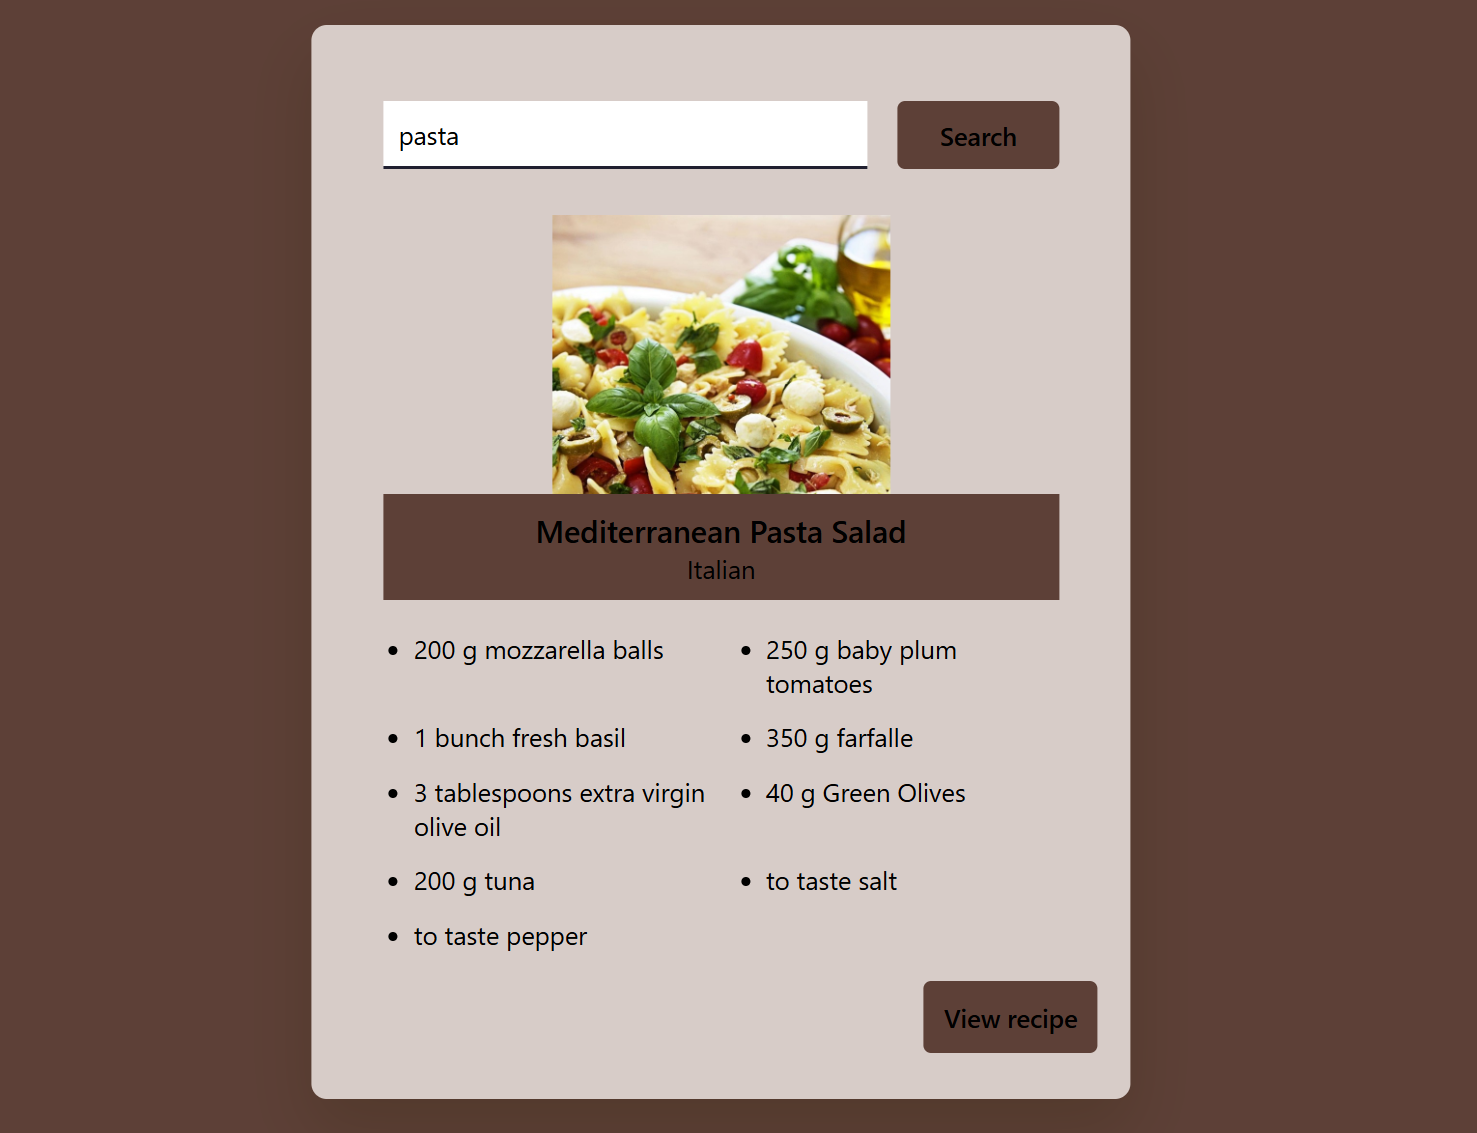 pasta
Search
Mediterranean Pasta Salad
Italian
200 g mozzarella balls
250 g baby plum
tomatoes
1 bunch fresh basil
350 g farfalle
3 tablespoons extra virgin
olive oil
40 g Green Olives
200 g tuna
to taste salt
to taste pepper
View recipe